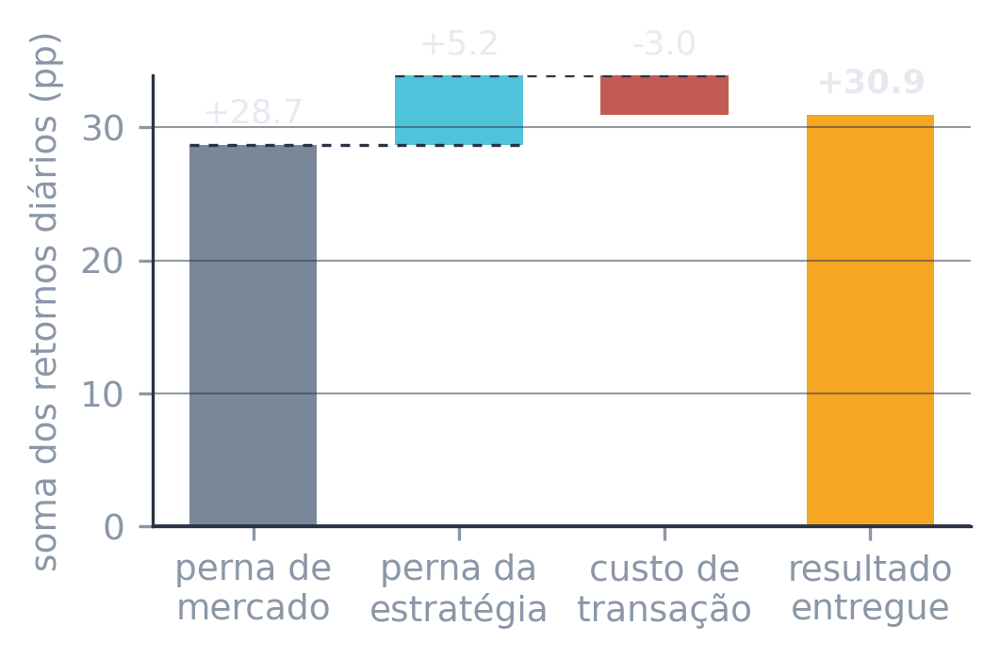 +5.2
-3.0
+30.9
+28.7
soma dos retornos diários (pp)
30
20
10
0
perna de
mercado
perna da
estratégia
custo de
transação
resultado
entregue